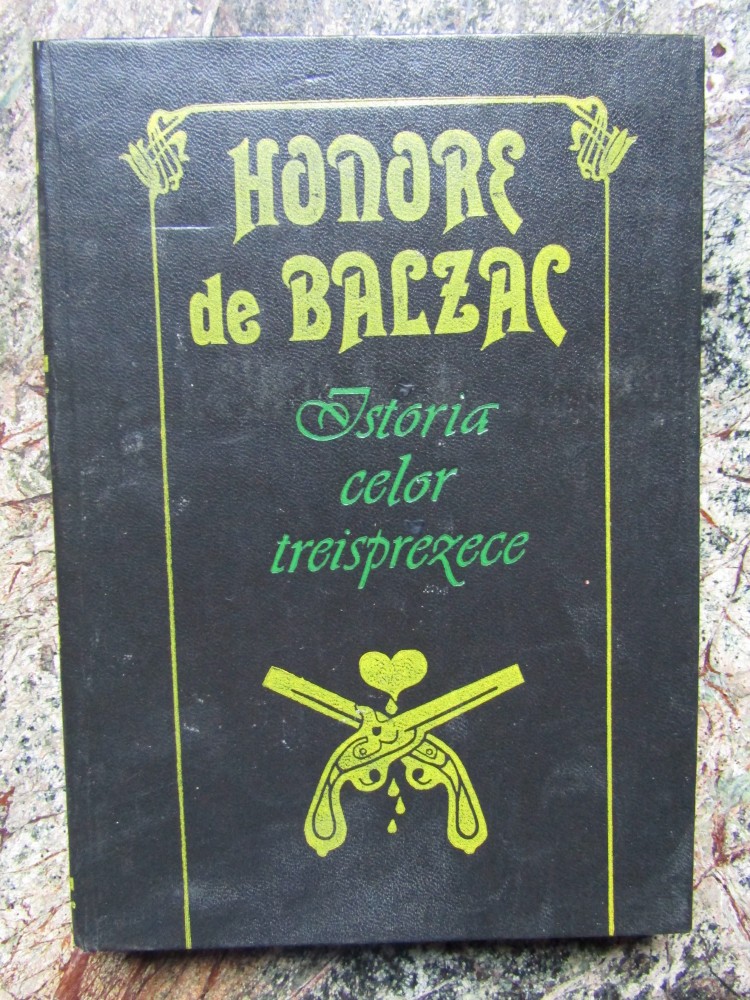 HONORE
de BALZAC
Istoria
celor
treisprezece